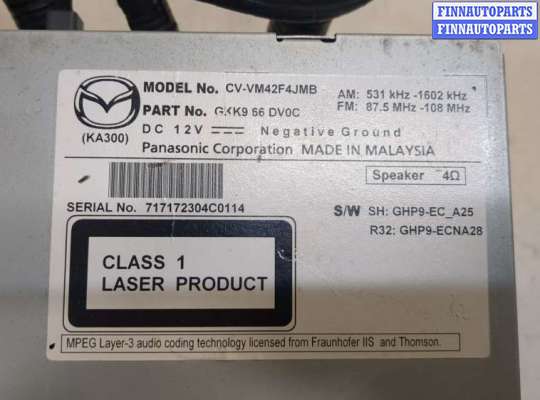 FINNAUTOPARTS
FINNAUTOPARTS
FINNAUTOPARTS
MODEL No. CV-VM42F4JMB
AM: 531 kHz -1602 kHz
PART No. GKK9 66 DV0C
FM: 87.5 MHz -108 MHz
(KA300)
DC 12V Negative Ground
Panasonic Corporation MADE IN MALAYSIA
Speaker 4Ω
SERIAL No. 717172304C0114
S/W SH: GHP9-EC_A25
R32: GHP9-ECNA28
CLASS 1
LASER PRODUCT
MPEG Layer-3 audio coding technology licensed from Fraunhofer IIS and Thomson.